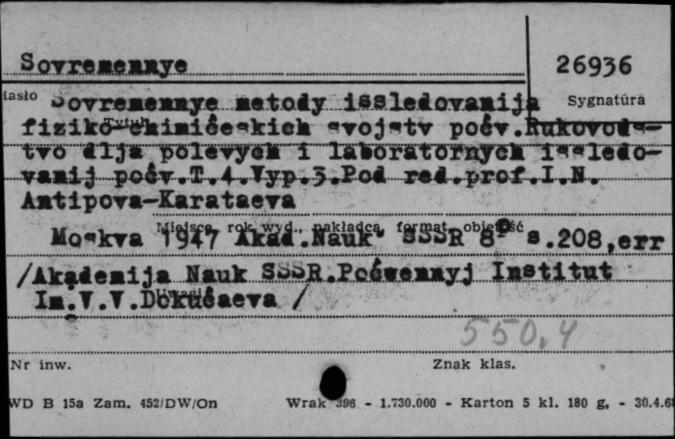 Sovremennye
26936
Hasło
Sygnatura
Sovremennye metody issledovanija
Tytuł
fiziko-chimičeskich svojstv počv.Rukovods-
tvo dlja polevych i laboratornych issledo-
vanij počv.T.4.Vyp.3.Pod red.prof.I.N.
Antipova-Karataeva
Miejsce, rok wyd., nakładca, format, objętość
Moskva 1947 Akad.Nauk SSSR 8° s.208,err
/Akademija Nauk SSSR.Počvennyj Institut
Im.V.V.Dokučaeva /
550,4
Nr inw.
Znak klas.
WD B 15a Zam. 452/DW/On
Wrak 396 - 1.730.000 - Karton 5 kl. 180 g. - 30.4.6